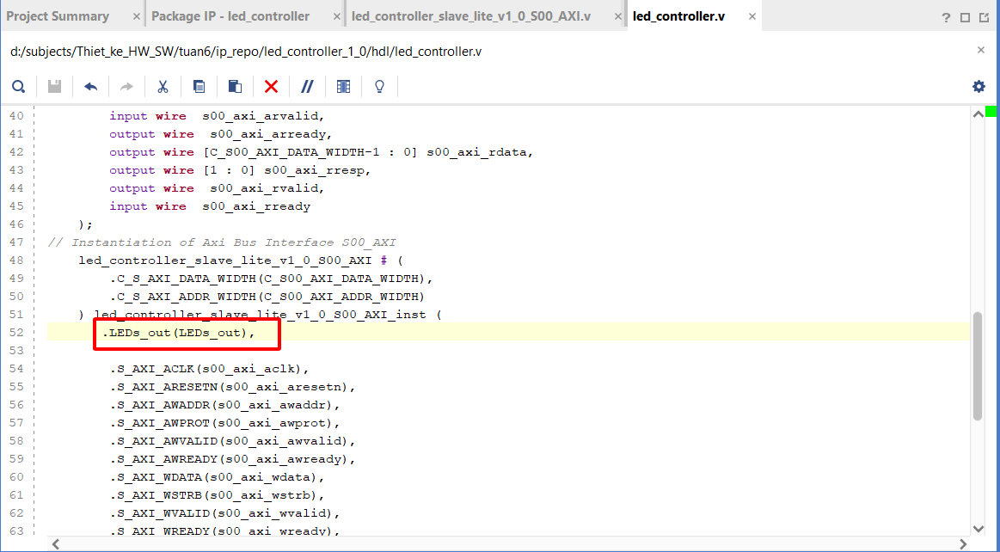 Project Summary × Package IP - led_controller × led_controller_slave_lite_v1_0_S00_AXI.v × led_controller.v × ?
d:/subjects/Thiet_ke_HW_SW/tuan6/ip_repo/led_controller_1_0/hdl/led_controller.v ×
40 input wire s00_axi_arvalid,
41 output wire s00_axi_arready,
42 output wire [C_S00_AXI_DATA_WIDTH-1 : 0] s00_axi_rdata,
43 output wire [1 : 0] s00_axi_rresp,
44 output wire s00_axi_rvalid,
45 input wire s00_axi_rready
46 );
47 // Instantiation of Axi Bus Interface S00_AXI
48 led_controller_slave_lite_v1_0_S00_AXI # (
49 .C_S_AXI_DATA_WIDTH(C_S00_AXI_DATA_WIDTH),
50 .C_S_AXI_ADDR_WIDTH(C_S00_AXI_ADDR_WIDTH)
51 ) led_controller_slave_lite_v1_0_S00_AXI_inst (
52 .LEDs_out(LEDs_out),
53
54 .S_AXI_ACLK(s00_axi_aclk),
55 .S_AXI_ARESETN(s00_axi_aresetn),
56 .S_AXI_AWADDR(s00_axi_awaddr),
57 .S_AXI_AWPROT(s00_axi_awprot),
58 .S_AXI_AWVALID(s00_axi_awvalid),
59 .S_AXI_AWREADY(s00_axi_awready),
60 .S_AXI_WDATA(s00_axi_wdata),
61 .S_AXI_WSTRB(s00_axi_wstrb),
62 .S_AXI_WVALID(s00_axi_wvalid),
63 .S_AXI_WREADY(s00_axi_wready),